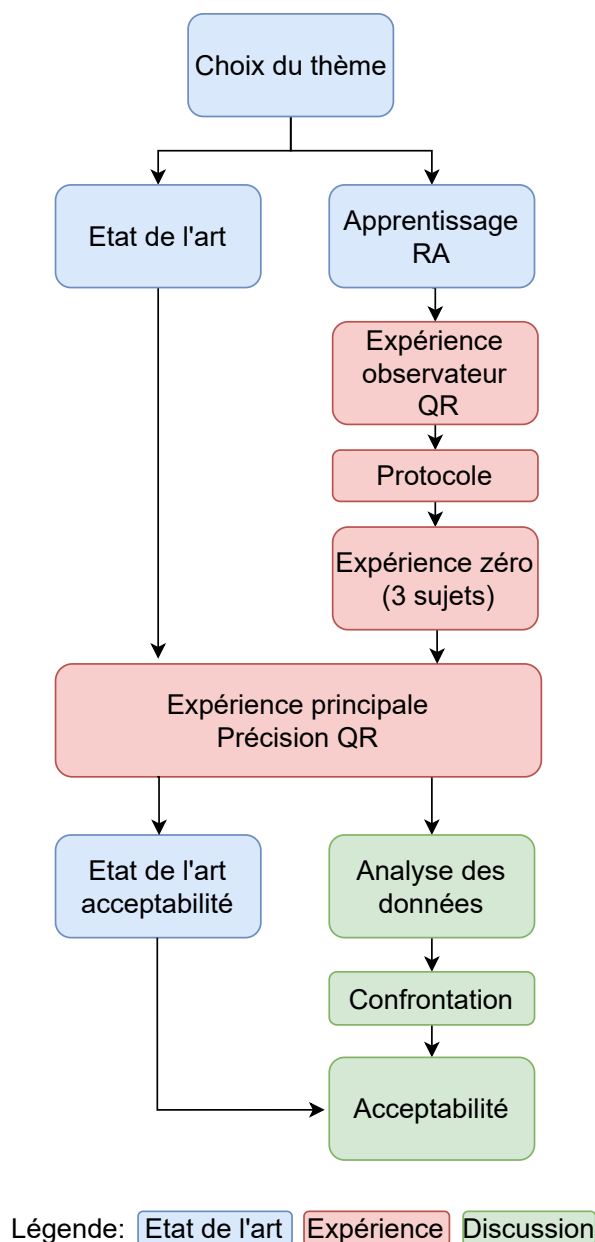 Choix du thème
Etat de l'art
Apprentissage
RA
Expérience
observateur
QR
Protocole
Expérience zéro
(3 sujets)
Expérience principale
Précision QR
Etat de l'art
acceptabilité
Analyse des
données
Confrontation
Acceptabilité
Légende: Etat de l'art Expérience Discussion